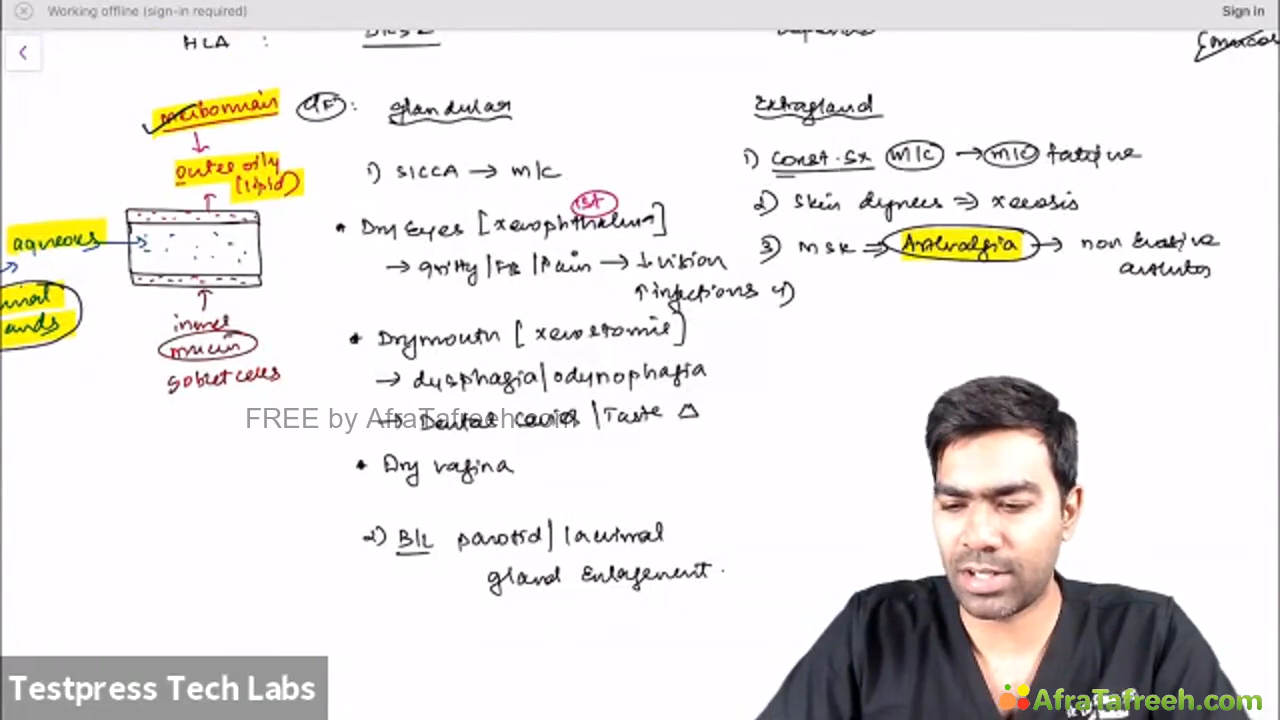 Working offline (sign-in required)
Sign in
HLA :
meibomian
outer oily
(lipid)
aqueous
ands
inner
mucin
Goblet cells
C/F :
Glandular
1) SICCA → M/C
1st
* Dry Eyes [xerophthalmia]
→ gritty | FB | Pain → ↓ vision
↑ infections
* Dry mouth [xerostomia]
→ dysphagia | odynophagia
→ Dental caries | Taste Δ
* Dry vagina
2) B/L parotid | lacrimal
gland Enlargement
Extragland
1) Const. Sx M/C → M/C fatigue
2) Skin dryness ⇒ xerosis
3) MSK ⇒ Arthralgia → non Erosive
arthritis
FREE by AfraTafreeh.com
Testpress Tech Labs
AfraTafreeh.com